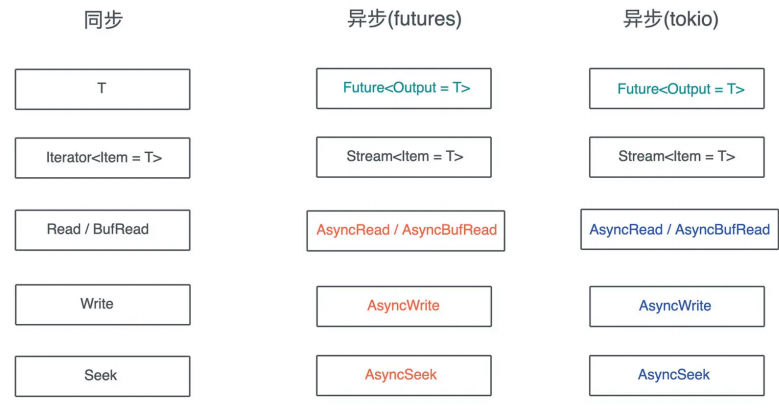 同步 异步(futures) 异步(tokio)
T Future<Output = T> Future<Output = T>
Iterator<Item = T> Stream<Item = T> Stream<Item = T>
Read / BufRead AsyncRead / AsyncBufRead AsyncRead / AsyncBufRead
Write AsyncWrite AsyncWrite
Seek AsyncSeek AsyncSeek